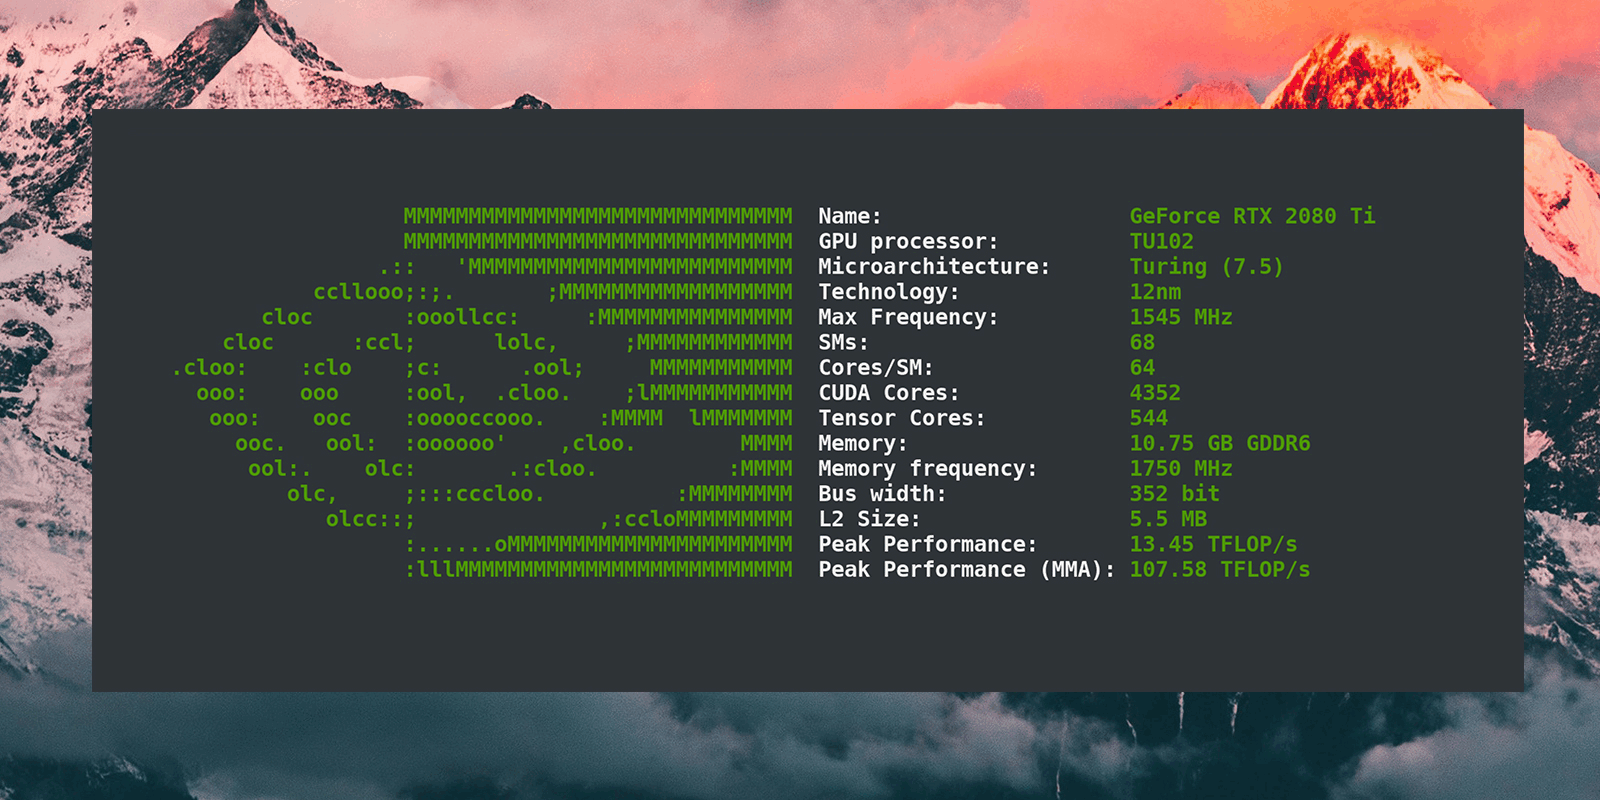 MMMMMMMMMMMMMMMMMMMMMMMMMMMMMM  Name:                   GeForce RTX 2080 Ti
MMMMMMMMMMMMMMMMMMMMMMMMMMMMMM  GPU processor:          TU102
.::   'MMMMMMMMMMMMMMMMMMMMMMMMM  Microarchitecture:      Turing (7.5)
ccllooo;:;.       ;MMMMMMMMMMMMMMMMMM  Technology:             12nm
cloc       :ooollcc:     :MMMMMMMMMMMMMMM  Max Frequency:          1545 MHz
cloc      :ccl;      lolc,     ;MMMMMMMMMMMM  SMs:                    68
.cloo:    :clo    ;c:      .ool;     MMMMMMMMMMM  Cores/SM:               64
ooo:    ooo     :ool,  .cloo.    ;lMMMMMMMMMMM  CUDA Cores:             4352
ooo:    ooc    :ooooccooo.    :MMMM  lMMMMMMM  Tensor Cores:           544
ooc.   ool:  :oooooo'    ,cloo.        MMMM  Memory:                 10.75 GB GDDR6
ool:.    olc:       .:cloo.          :MMMM  Memory frequency:       1750 MHz
olc,     ;:::cccloo.          :MMMMMMMM  Bus width:              352 bit
olcc::;              ,:ccloMMMMMMMMM  L2 Size:                5.5 MB
:......oMMMMMMMMMMMMMMMMMMMMMM  Peak Performance:       13.45 TFLOP/s
:lllMMMMMMMMMMMMMMMMMMMMMMMMMM  Peak Performance (MMA): 107.58 TFLOP/s